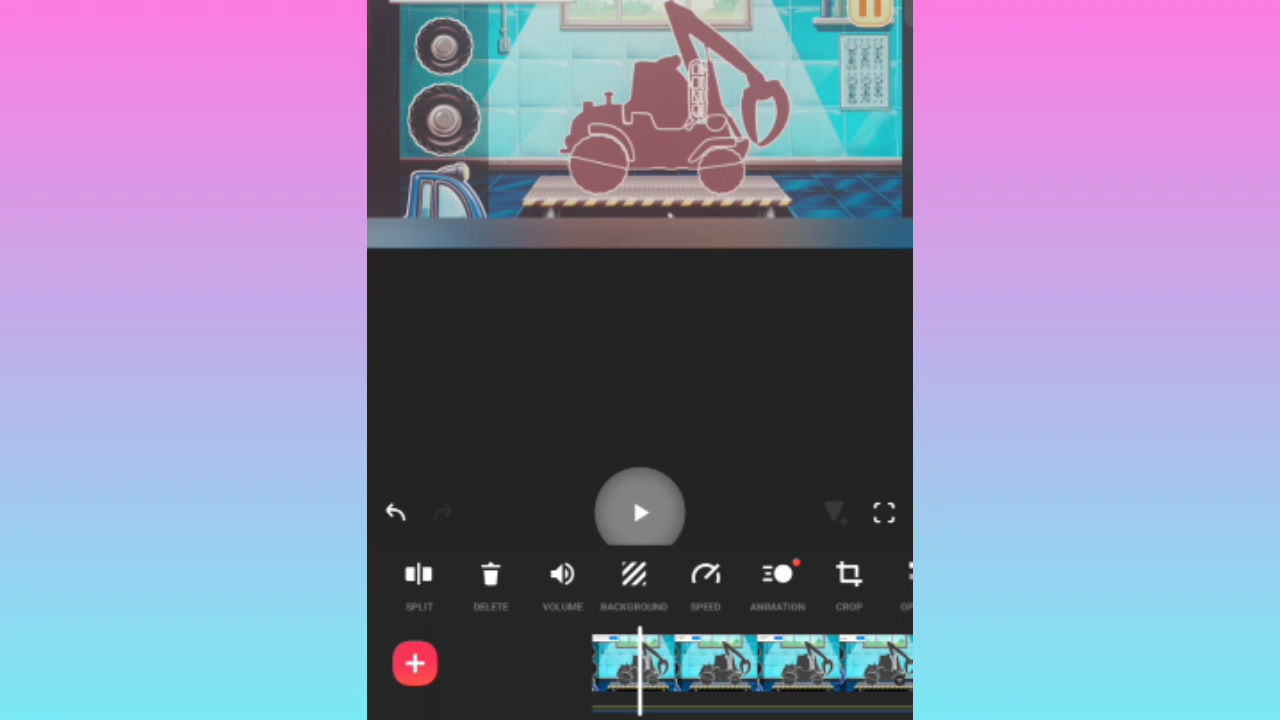 SPLIT
DELETE
VOLUME
BACKGROUND
SPEED
ANIMATION
CROP